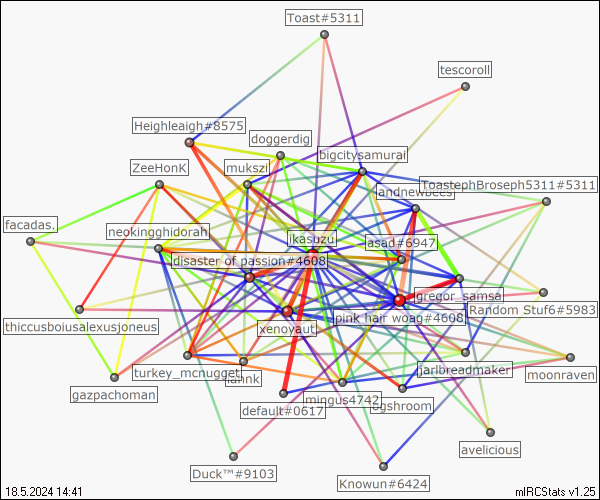 Toast#5311
tescoroll
Heighleaigh#8575
doggerdig
bigcitysamurai
ZeeHonK
mukszi
ToastephBroseph5311#5311
landnewbees
facadas.
neokingghidorah
ikasuzu
asad#6947
disaster of passion#4608
gregor_samsa
Random Stuf6#5983
pink hair woag#4608
thiccusboiusalexusjoneus
xenoyaut
turkey_mcnugget
jarlbreadmaker
moonraven
gazpachoman
mingus4742
default#0617
avelicious
Duck™#9103
Knowun#6424
18.5.2024 14:41
mIRCStats v1.25